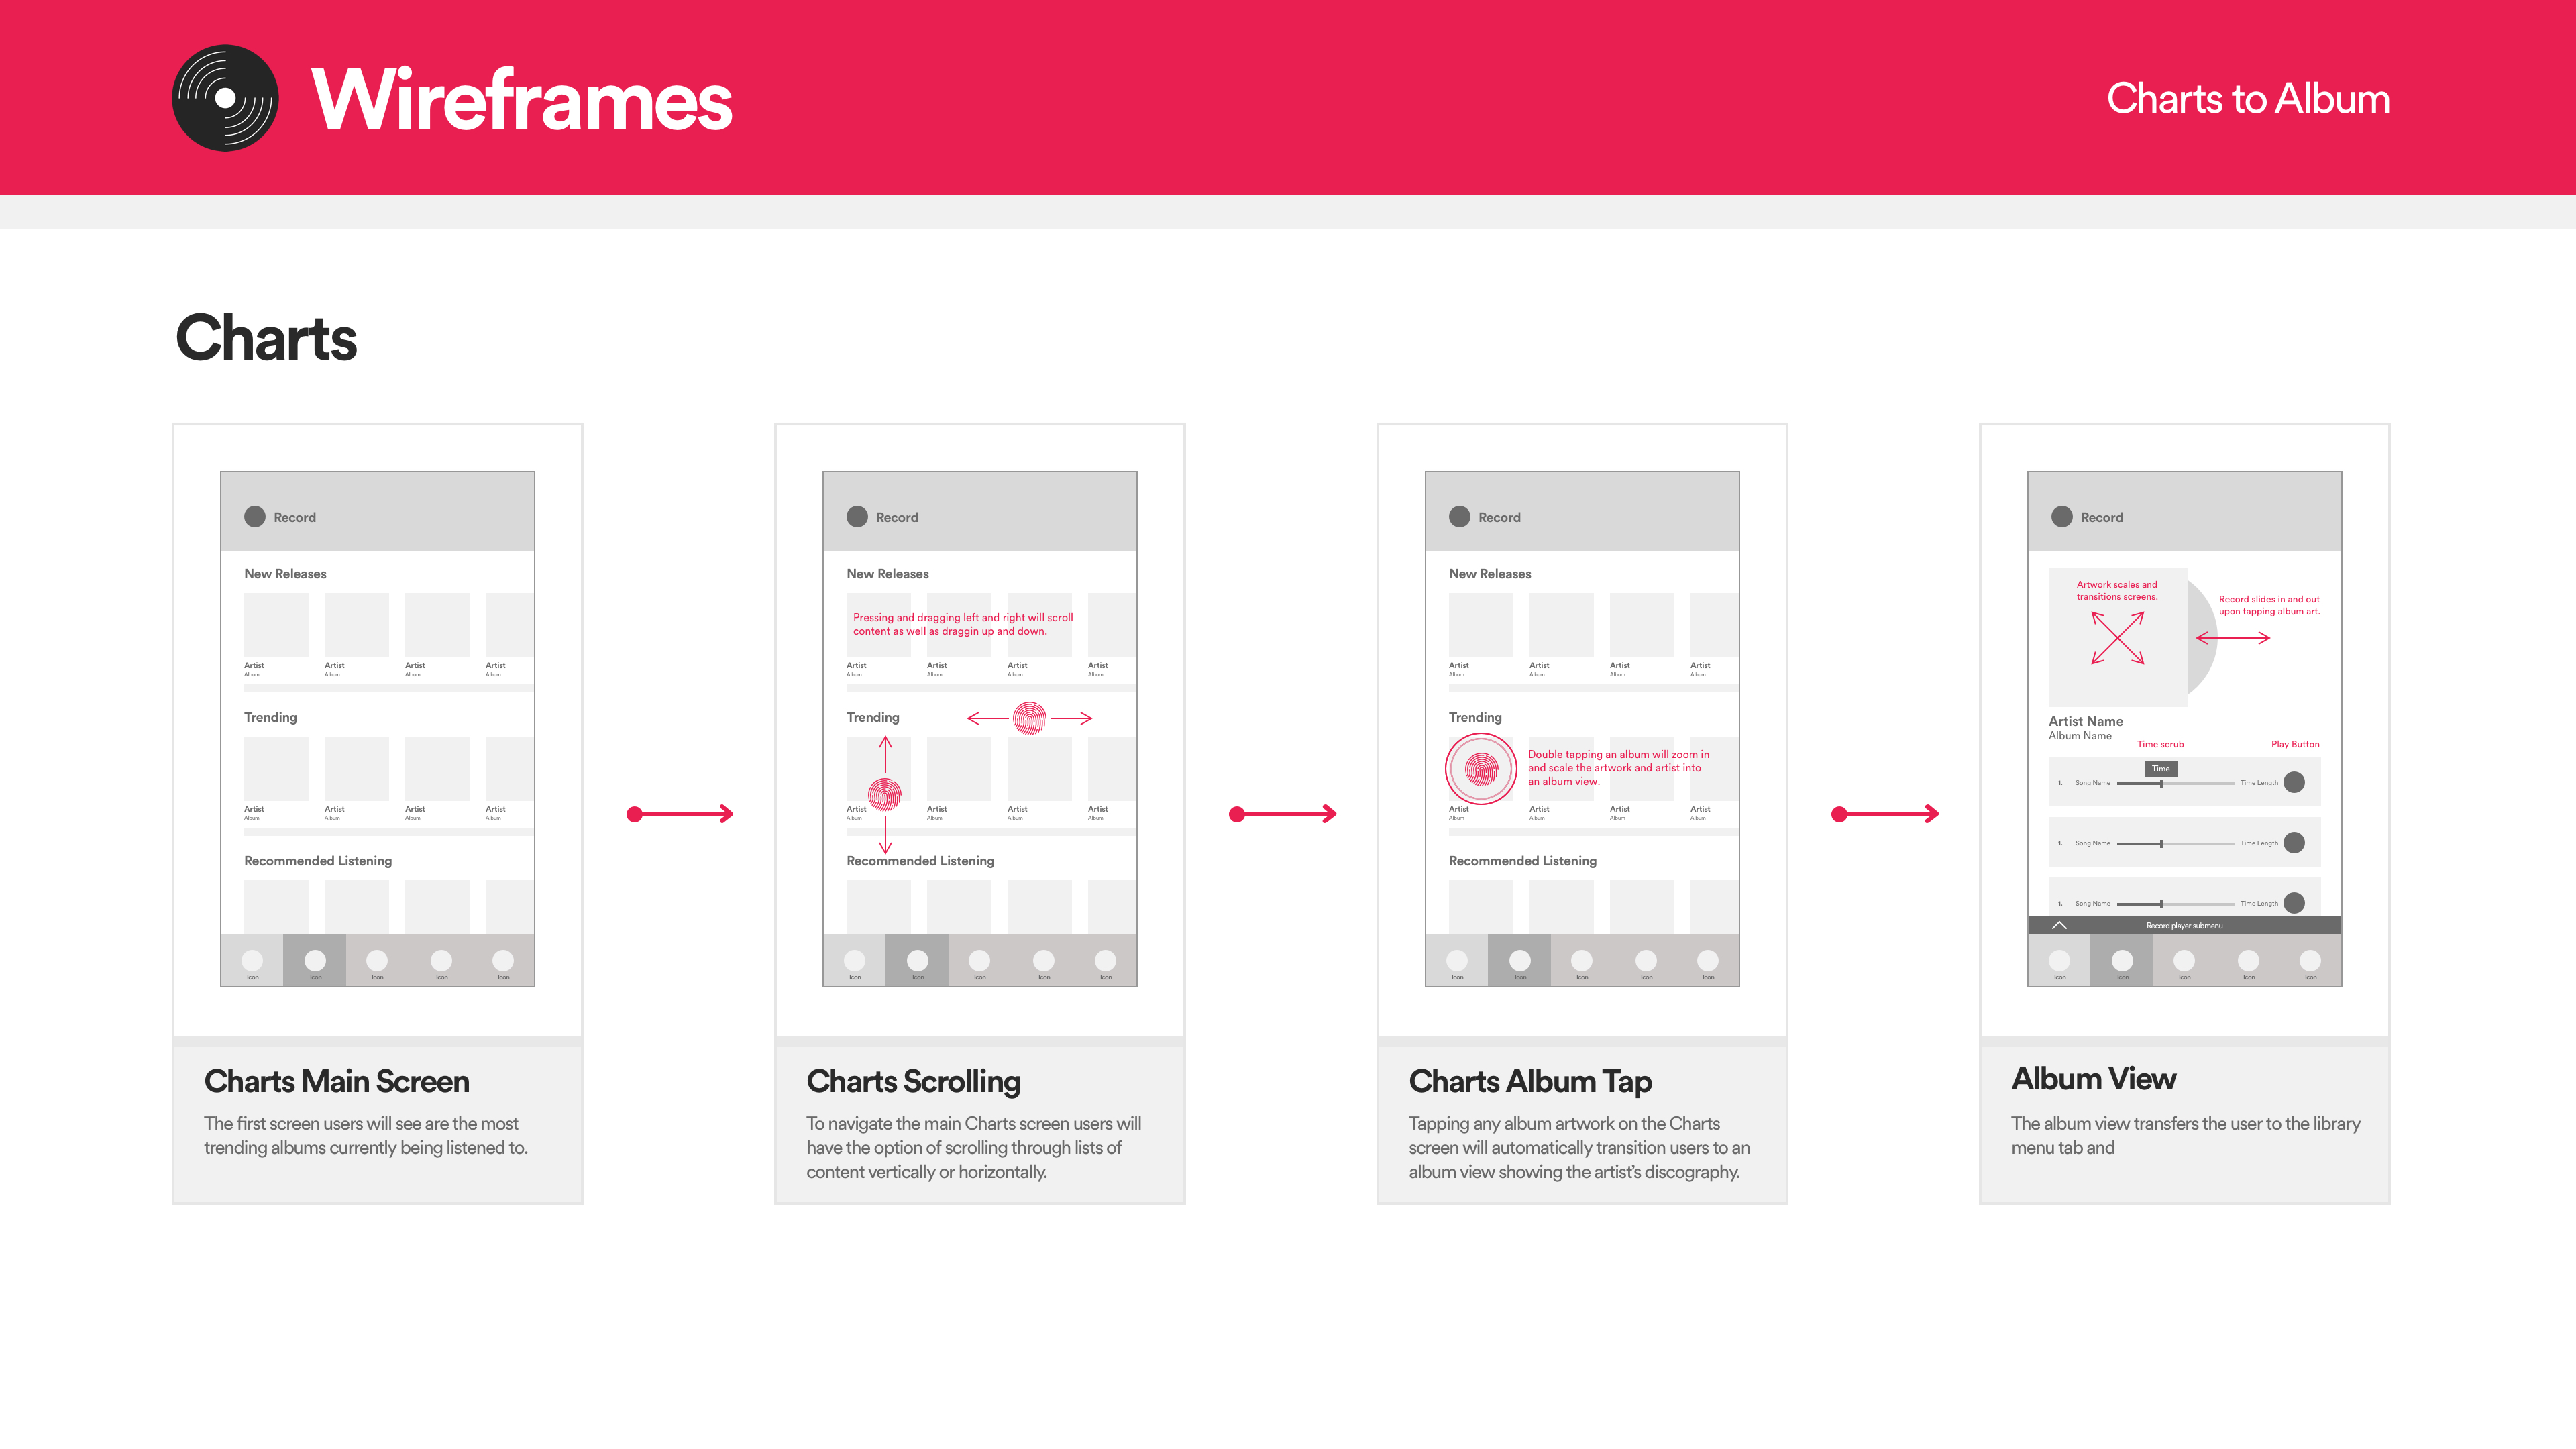 Wireframes
Charts to Album
Charts
Record
New Releases
Artist Artist Artist Artist
Album Album Album Album
Trending
Artist Artist Artist Artist
Album Album Album Album
Recommended Listening
Icon Icon Icon Icon Icon
Charts Main Screen
The first screen users will see are the most
trending albums currently being listened to.
Record
New Releases
Pressing and dragging left and right will scroll
content as well as draggin up and down.
Artist Artist Artist Artist
Album Album Album Album
Trending
Artist Artist Artist Artist
Album Album Album Album
Recommended Listening
Icon Icon Icon Icon Icon
Charts Scrolling
To navigate the main Charts screen users will
have the option of scrolling through lists of
content vertically or horizontally.
Record
New Releases
Artist Artist Artist Artist
Album Album Album Album
Trending
Double tapping an album will zoom in
and scale the artwork and artist into
an album view.
Artist Artist Artist Artist
Album Album Album Album
Recommended Listening
Icon Icon Icon Icon Icon
Charts Album Tap
Tapping any album artwork on the Charts
screen will automatically transition users to an
album view showing the artist's discography.
Record
Artwork scales and
transitions screens.
Record slides in and out
upon tapping album art.
Artist Name
Album Name
Time scrub
Play Button
Time
1. Song Name Time Length
1. Song Name Time Length
1. Song Name Time Length
Record player submenu
Icon Icon Icon Icon Icon
Album View
The album view transfers the user to the library
menu tab and